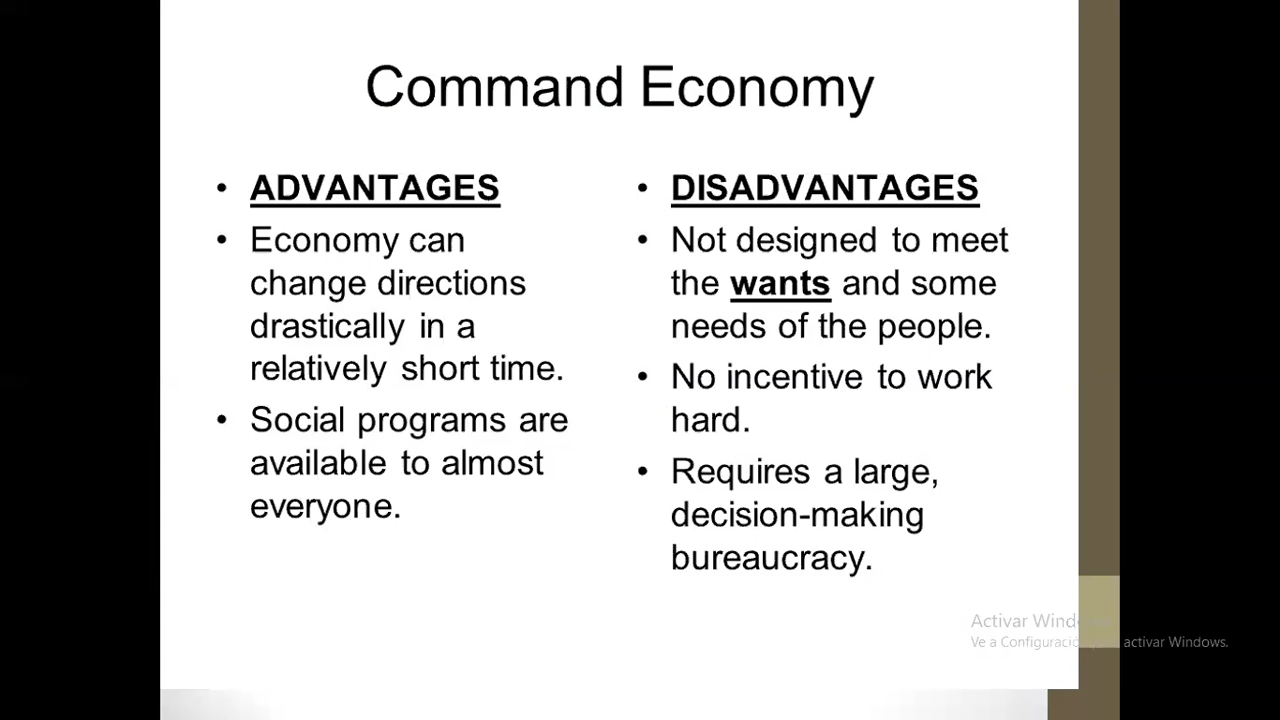 Command Economy
• ADVANTAGES
• Economy can
change directions
drastically in a
relatively short time.
• Social programs are
available to almost
everyone.
• DISADVANTAGES
• Not designed to meet
the wants and some
needs of the people.
• No incentive to work
hard.
• Requires a large,
decision-making
bureaucracy.
Activar Windows
Ve a Configuración activar Windows.